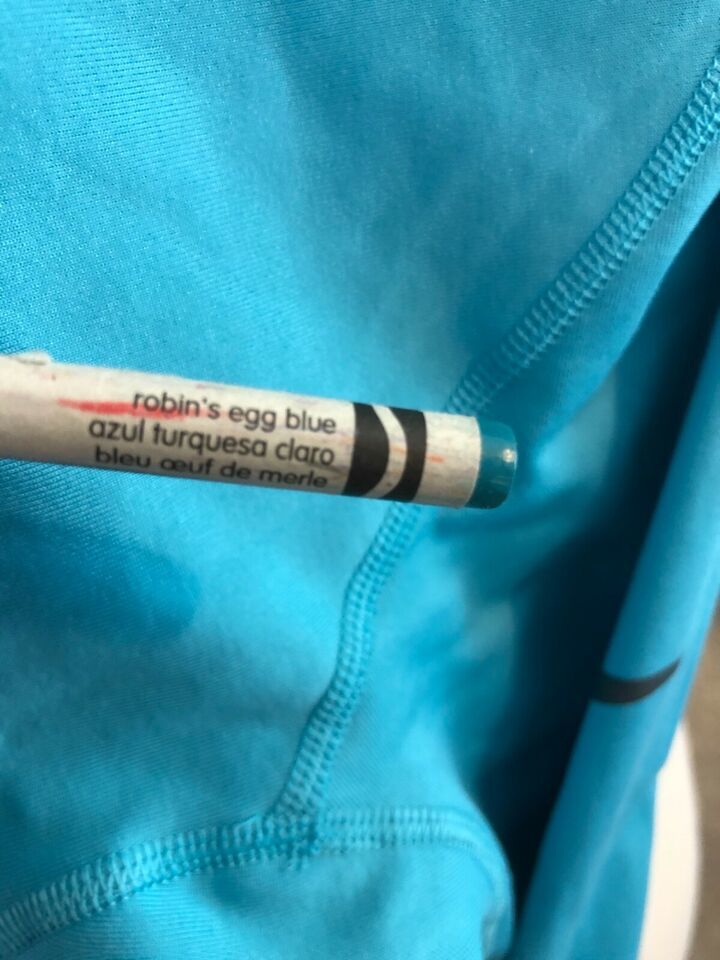 robin's egg blue
azul turquesa claro
bleu œuf de merle